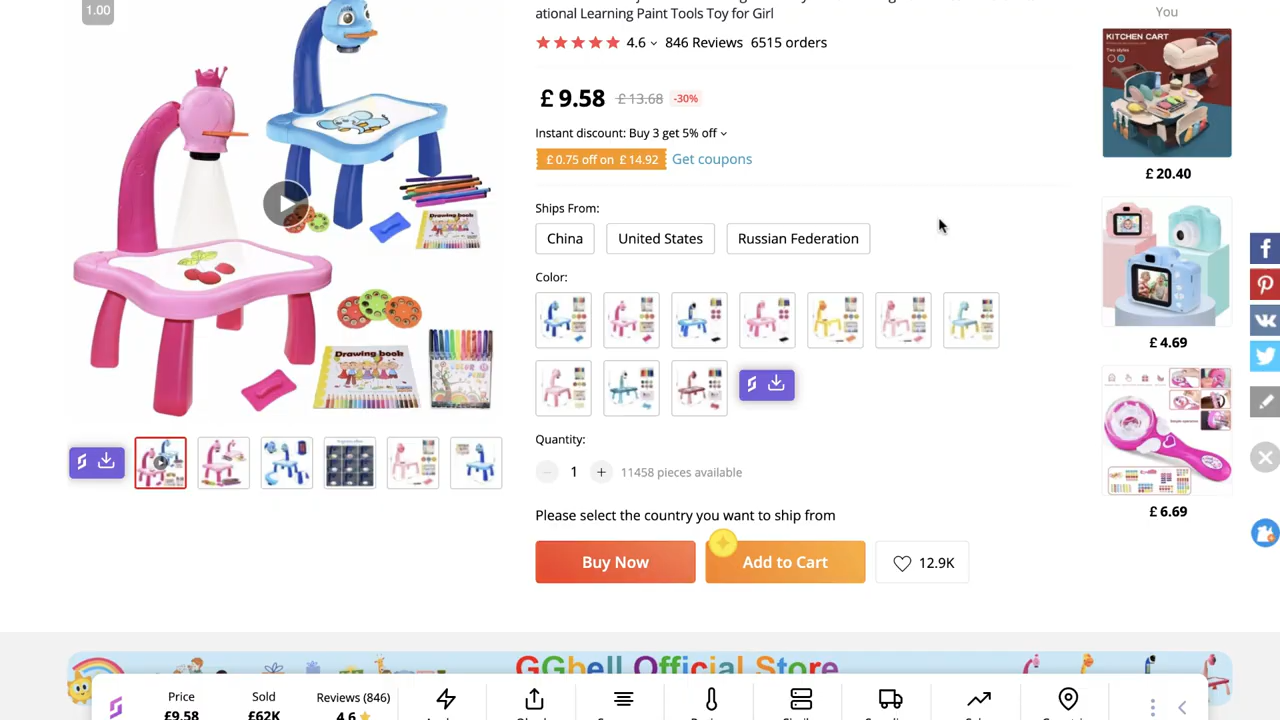 1.00
ational Learning Paint Tools Toy for Girl
4.6 846 Reviews 6515 orders
£ 9.58 £ 13.68 -30%
Instant discount: Buy 3 get 5% off
£ 0.75 off on £ 14.92 Get coupons
Ships From:
China United States Russian Federation
Color:
Quantity:
1 11458 pieces available
Please select the country you want to ship from
Buy Now Add to Cart 12.9K
Drawing book
Drawing book
You
KITCHEN CART
Two styles
£ 20.40
£ 4.69
£ 6.69
GGbell Official Store
Price Sold Reviews (846)
£9.58 £62K 4.6